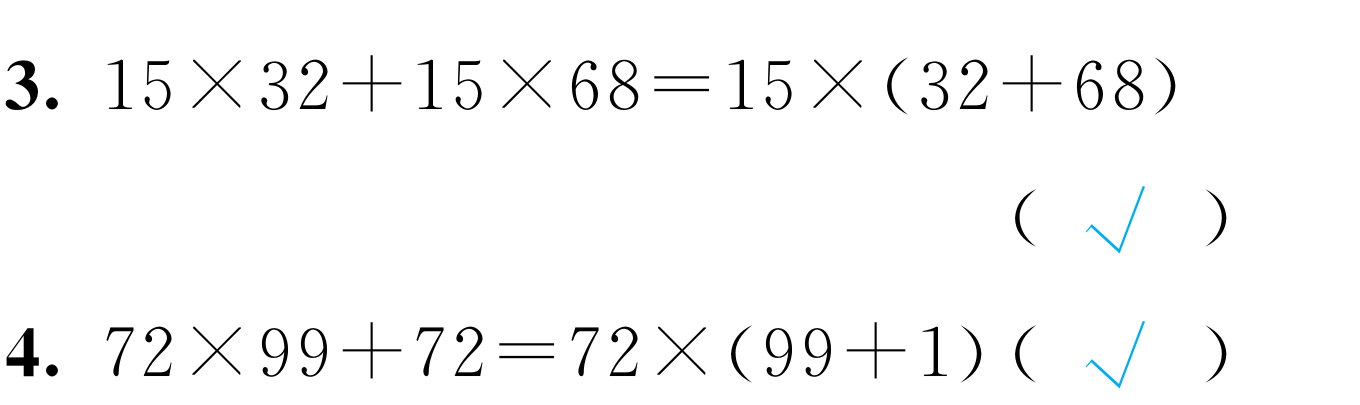 3. 15×32+15×68=15×(32+68)
( √ )
4. 72×99+72=72×(99+1) ( √ )